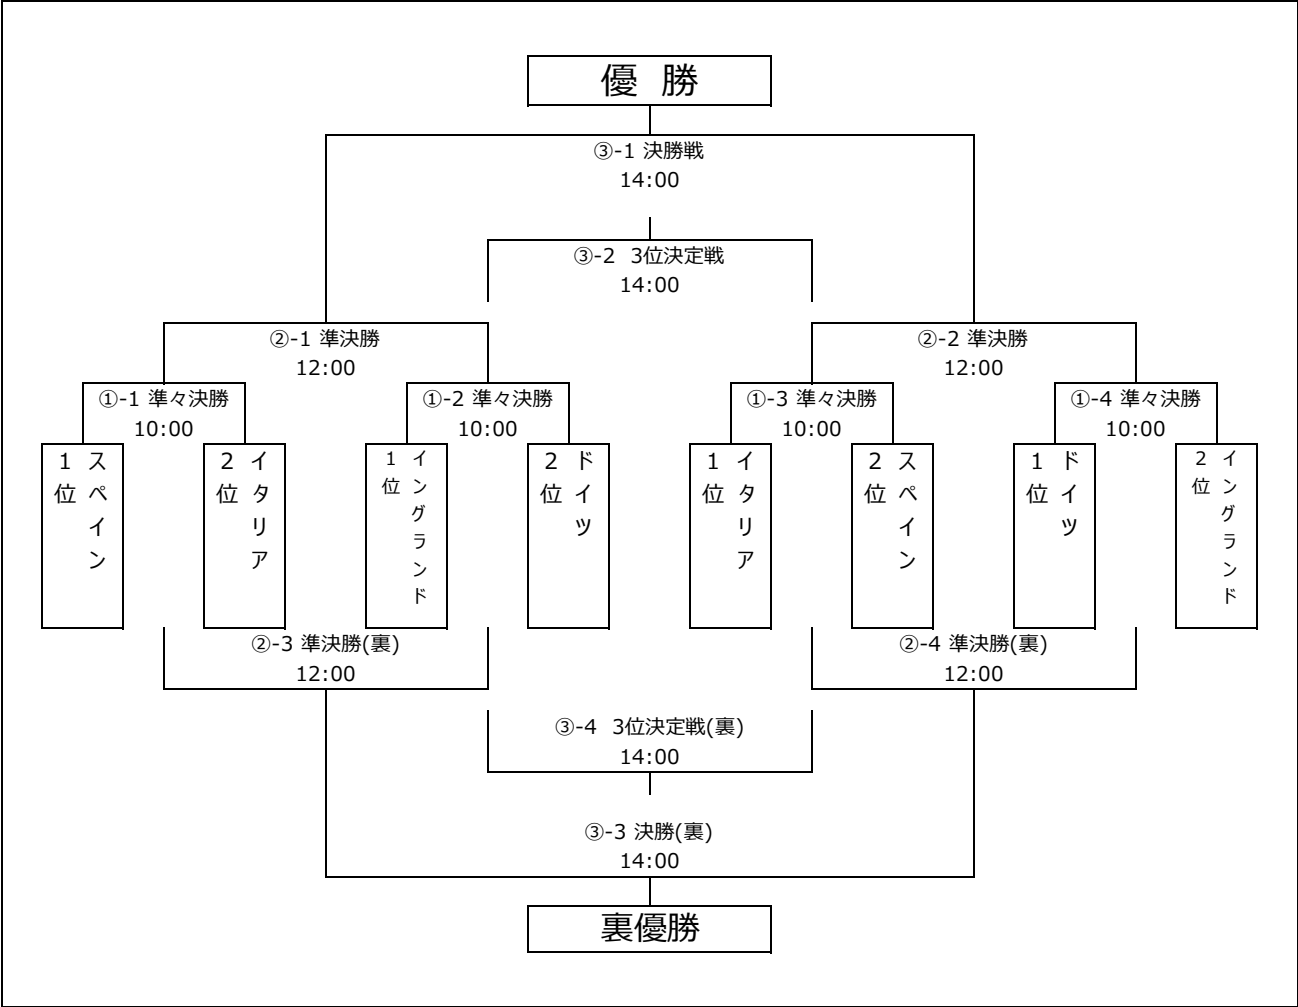 優 勝
③-1 決勝戦
14:00
③-2 3位決定戦
14:00
②-1 準決勝
12:00
②-2 準決勝
12:00
①-1 準々決勝
10:00
①-2 準々決勝
10:00
①-3 準々決勝
10:00
①-4 準々決勝
10:00
スペイン
1位
イタリア
2位
イングランド
1位
ドイツ
2位
イタリア
1位
スペイン
2位
ドイツ
1位
イングランド
2位
②-3 準決勝(裏)
12:00
②-4 準決勝(裏)
12:00
③-4 3位決定戦(裏)
14:00
③-3 決勝(裏)
14:00
裏優勝